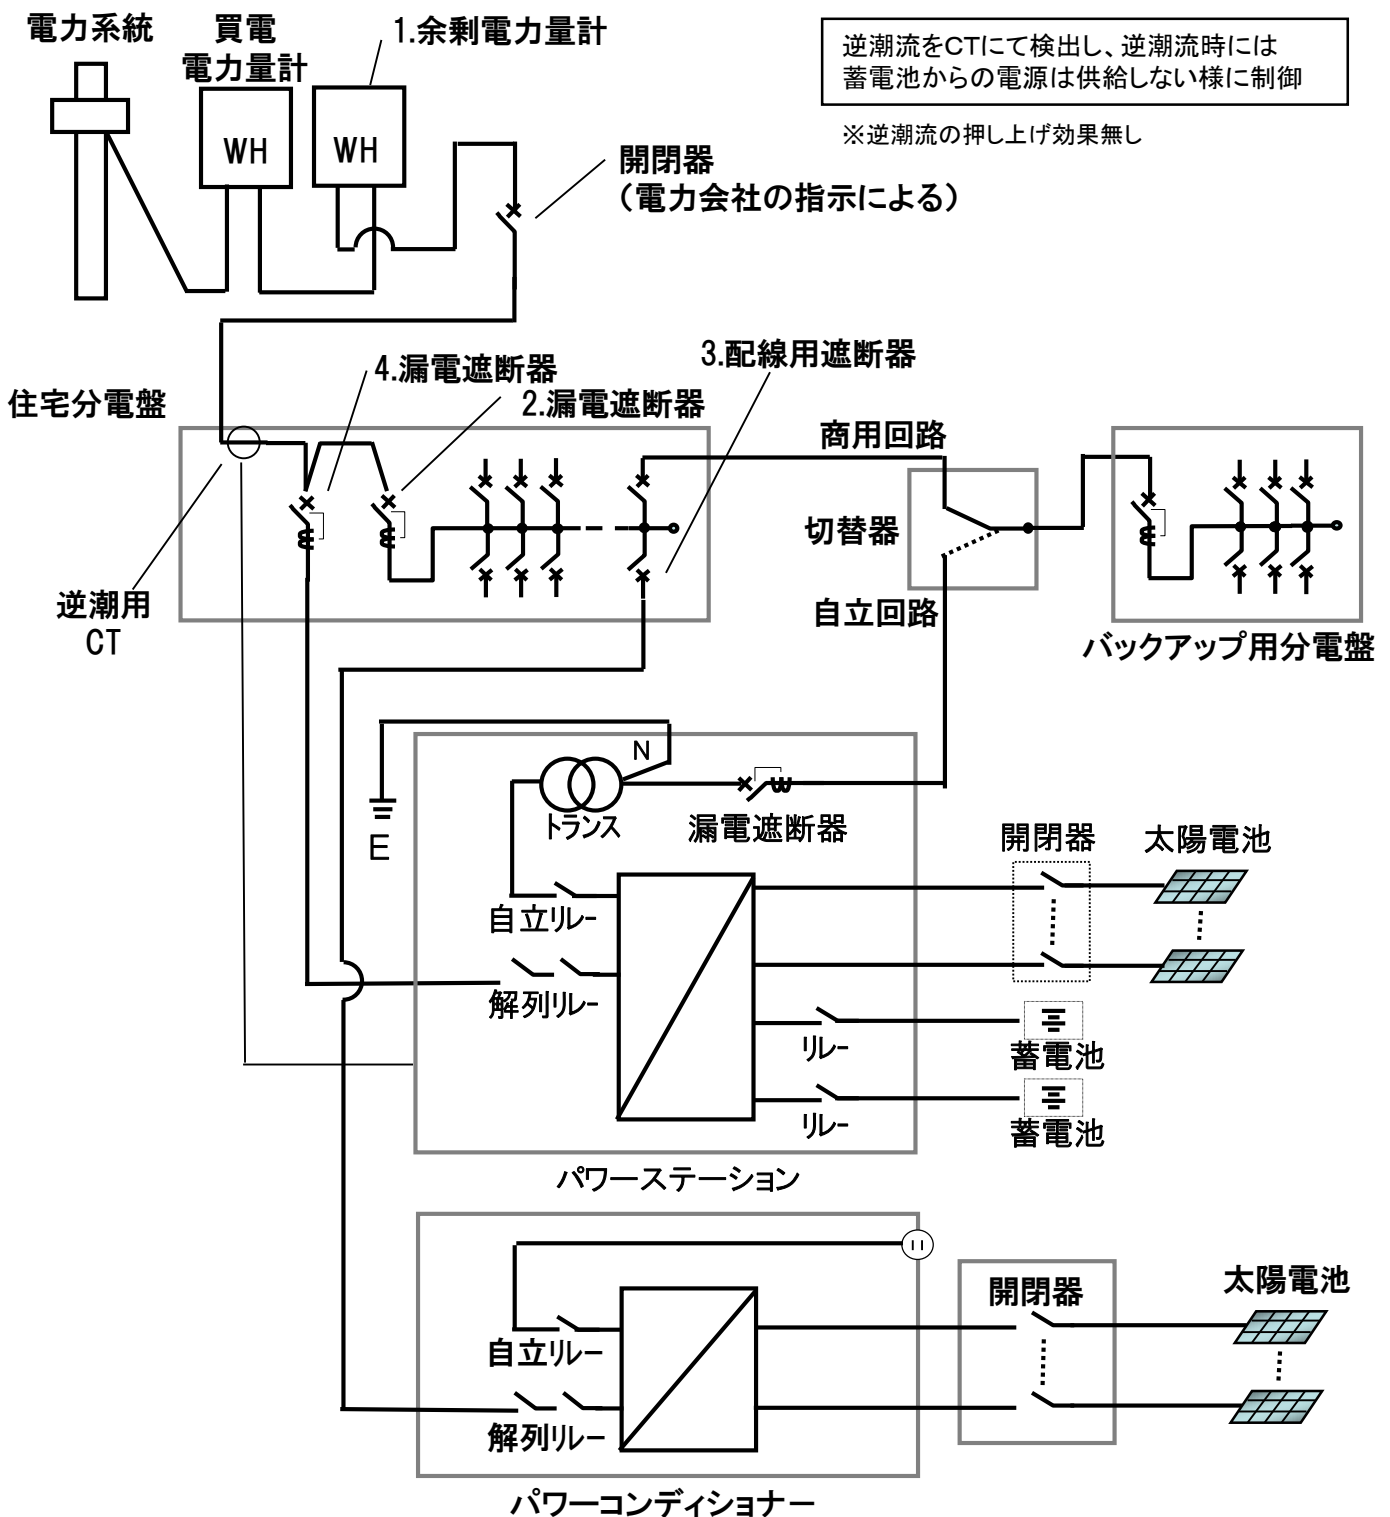 電力系統
買電
電力量計
1.余剰電力量計
逆潮流をCTにて検出し、逆潮流時には
蓄電池からの電源は供給しない様に制御
※逆潮流の押し上げ効果無し
WH
WH
開閉器
（電力会社の指示による）
住宅分電盤
4.漏電遮断器
2.漏電遮断器
3.配線用遮断器
商用回路
切替器
自立回路
バックアップ用分電盤
逆潮用
CT
N
E
トランス
漏電遮断器
開閉器
太陽電池
自立リレー
解列リレー
リレー
蓄電池
リレー
蓄電池
パワーステーション
開閉器
太陽電池
自立リレー
解列リレー
パワーコンディショナー